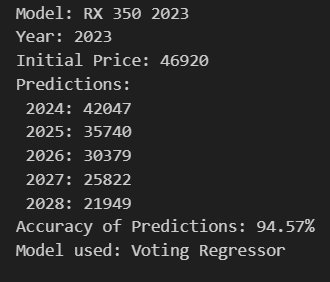 Model: RX 350 2023
Year: 2023
Initial Price: 46920
Predictions:
2024: 42047
2025: 35740
2026: 30379
2027: 25822
2028: 21949
Accuracy of Predictions: 94.57%
Model used: Voting Regressor